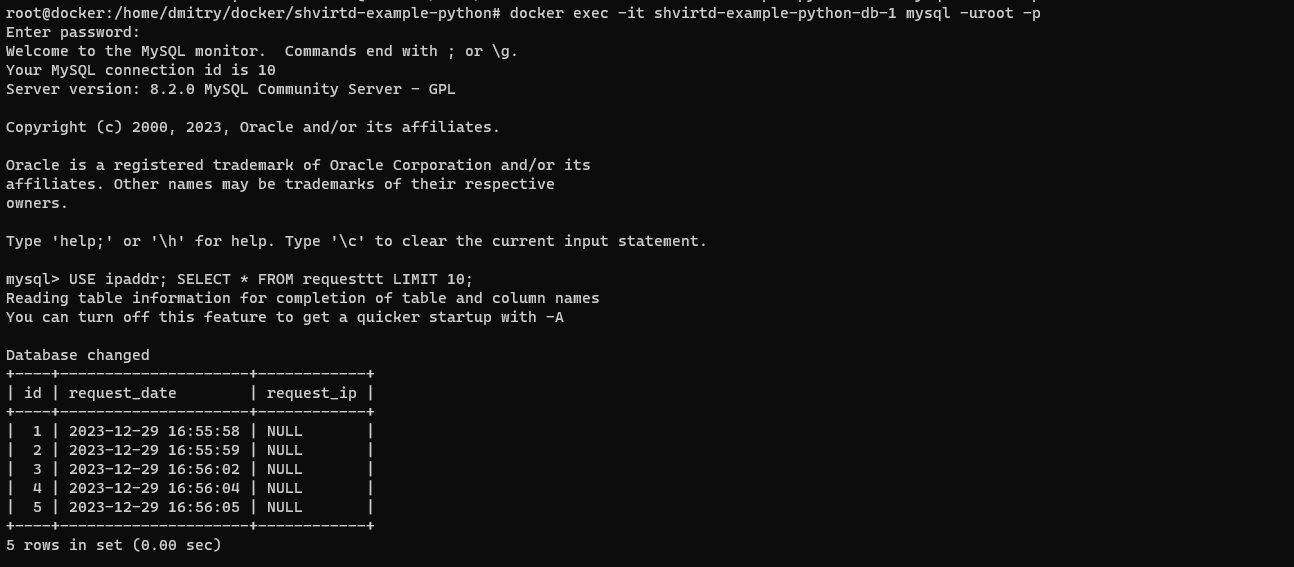 root@docker:/home/dmitry/docker/shvirtd-example-python# docker exec -it shvirtd-example-python-db-1 mysql -uroot -p
Enter password:
Welcome to the MySQL monitor.  Commands end with ; or \g.
Your MySQL connection id is 10
Server version: 8.2.0 MySQL Community Server - GPL

Copyright (c) 2000, 2023, Oracle and/or its affiliates.

Oracle is a registered trademark of Oracle Corporation and/or its
affiliates. Other names may be trademarks of their respective
owners.

Type 'help;' or '\h' for help. Type '\c' to clear the current input statement.

mysql> USE ipaddr; SELECT * FROM requesttt LIMIT 10;
Reading table information for completion of table and column names
You can turn off this feature to get a quicker startup with -A

Database changed
+----+---------------------+------------+
| id | request_date        | request_ip |
+----+---------------------+------------+
|  1 | 2023-12-29 16:55:58 | NULL       |
|  2 | 2023-12-29 16:55:59 | NULL       |
|  3 | 2023-12-29 16:56:02 | NULL       |
|  4 | 2023-12-29 16:56:04 | NULL       |
|  5 | 2023-12-29 16:56:05 | NULL       |
+----+---------------------+------------+
5 rows in set (0.00 sec)